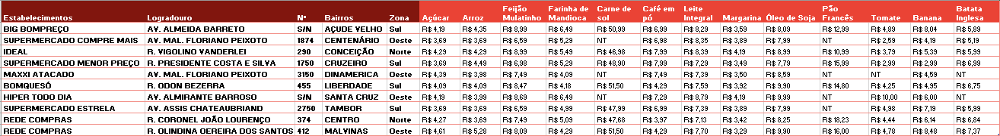 Estabelecimentos Logradouro Nº Bairros Zona Açúcar Arroz Feijão Mulatinho Farinha de Mandioca Carne de sol Café em pó Leite Integral Margarina Óleo de Soja Pão Francês Tomate Banana Batata Inglesa
BIG BOMPREÇO AV. ALMEIDA BARRETO S/N AÇUDE VELHO Sul R$ 4,19 R$ 4,35 R$ 8,99 R$ 6,49 R$ 50,99 R$ 6,99 R$ 8,29 R$ 3,59 R$ 8,09 R$ 12,99 R$ 4,89 R$ 8,04 R$ 5,89
SUPERMERCADO COMPRE MAIS AV. MAL. FLORIANO PEIXOTO 1874 CENTENÁRIO Oeste R$ 3,69 R$ 6,59 R$ 6,59 R$ 5,23 NT R$ 6,98 R$ 8,35 R$ 3,89 R$ 7,99 NT R$ 2,59 R$ 4,19 R$ 5,19
IDEAL R. VIGOLINO VANDERLEI 290 CONCEIÇÃO Norte R$ 4,29 R$ 4,29 R$ 8,99 R$ 5,49 R$ 46,98 R$ 7,99 R$ 8,39 R$ 4,19 R$ 8,99 R$ 10,99 R$ 3,79 R$ 5,39 R$ 5,99
SUPERMERCADO MENOR PREÇO R. PRESIDENTE COSTA E SILVA 1750 CRUZEIRO Sul R$ 3,69 R$ 4,49 R$ 6,98 R$ 5,29 R$ 48,90 R$ 7,99 R$ 7,29 R$ 3,49 R$ 7,79 R$ 15,99 R$ 2,99 R$ 2,99 R$ 6,99
MAXXI ATACADO AV. MAL. FLORIANO PEIXOTO 3150 DINAMERICA Oeste R$ 4,39 R$ 3,98 R$ 7,49 R$ 4,09 NT R$ 7,49 R$ 7,39 R$ 3,50 R$ 8,59 NT NT R$ 4,59 NT
BOMQUESÓ R. ODON BEZERRA 455 LIBERDADE Sul R$ 4,09 R$ 4,09 R$ 8,47 R$ 4,18 R$ 51,50 R$ 4,29 R$ 7,59 R$ 3,92 R$ 9,90 R$ 14,80 R$ 4,25 R$ 4,95 R$ 6,75
HIPER TODO DIA AV. ALMIRANTE BARROSO S/N SANTA CRUZ Oeste R$ 4,19 R$ 3,99 R$ 8,69 R$ 6,49 NT R$ 7,29 R$ 8,79 R$ 4,19 R$ 9,99 NT R$ 10,00 R$ 6,00 NT
SUPERMERCADO ESTRELA AV. ASSIS CHATEAUBRIAND 2750 TAMBOR Sul R$ 3,69 R$ 3,69 R$ 6,59 R$ 4,99 R$ 47,99 R$ 6,99 R$ 7,39 R$ 3,89 R$ 7,99 NT R$ 4,98 R$ 7,19 R$ 5,99
REDE COMPRAS R. CORONEL JOÃO LOURENÇO 374 CENTRO Norte R$ 4,27 R$ 3,69 R$ 7,49 R$ 5,09 R$ 47,68 R$ 3,97 R$ 7,13 R$ 3,42 R$ 8,25 R$ 18,23 R$ 4,44 R$ 6,14 R$ 6,84
REDE COMPRAS R. OLINDINA OEREIRA DOS SANTOS 412 MALVINAS Oeste R$ 4,61 R$ 5,28 R$ 8,09 R$ 4,29 R$ 51,50 R$ 4,29 R$ 7,70 R$ 3,29 R$ 9,90 R$ 16,00 R$ 4,78 R$ 8,48 R$ 7,37